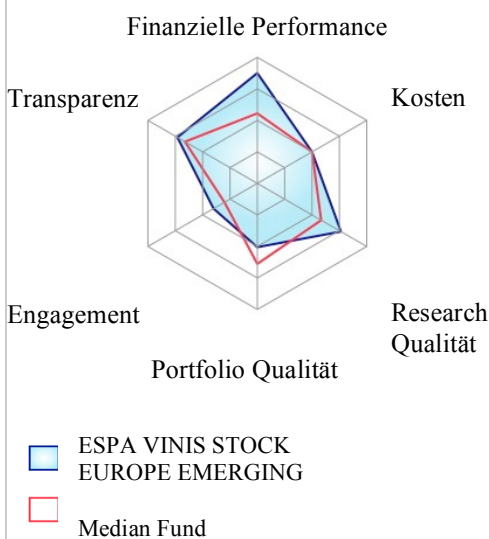 Finanzielle Performance
Transparenz
Kosten
Engagement
Research
Qualität
Portfolio Qualität
ESPA VINIS STOCK
EUROPE EMERGING
Median Fund